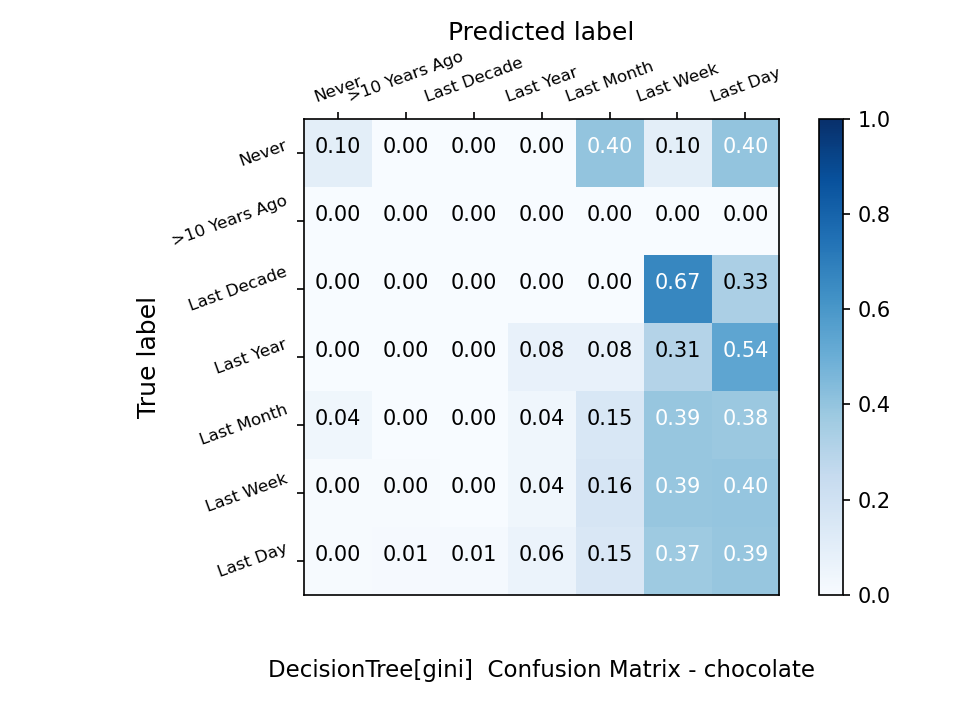 Predicted label
Never >10 Years Ago Last Decade Last Year Last Month Last Week Last Day
True label
Never 0.10 0.00 0.00 0.00 0.40 0.10 0.40
>10 Years Ago 0.00 0.00 0.00 0.00 0.00 0.00 0.00
Last Decade 0.00 0.00 0.00 0.00 0.00 0.67 0.33
Last Year 0.00 0.00 0.00 0.08 0.08 0.31 0.54
Last Month 0.04 0.00 0.00 0.04 0.15 0.39 0.38
Last Week 0.00 0.00 0.00 0.04 0.16 0.39 0.40
Last Day 0.00 0.01 0.01 0.06 0.15 0.37 0.39
1.0
0.8
0.6
0.4
0.2
0.0
DecisionTree[gini]  Confusion Matrix - chocolate